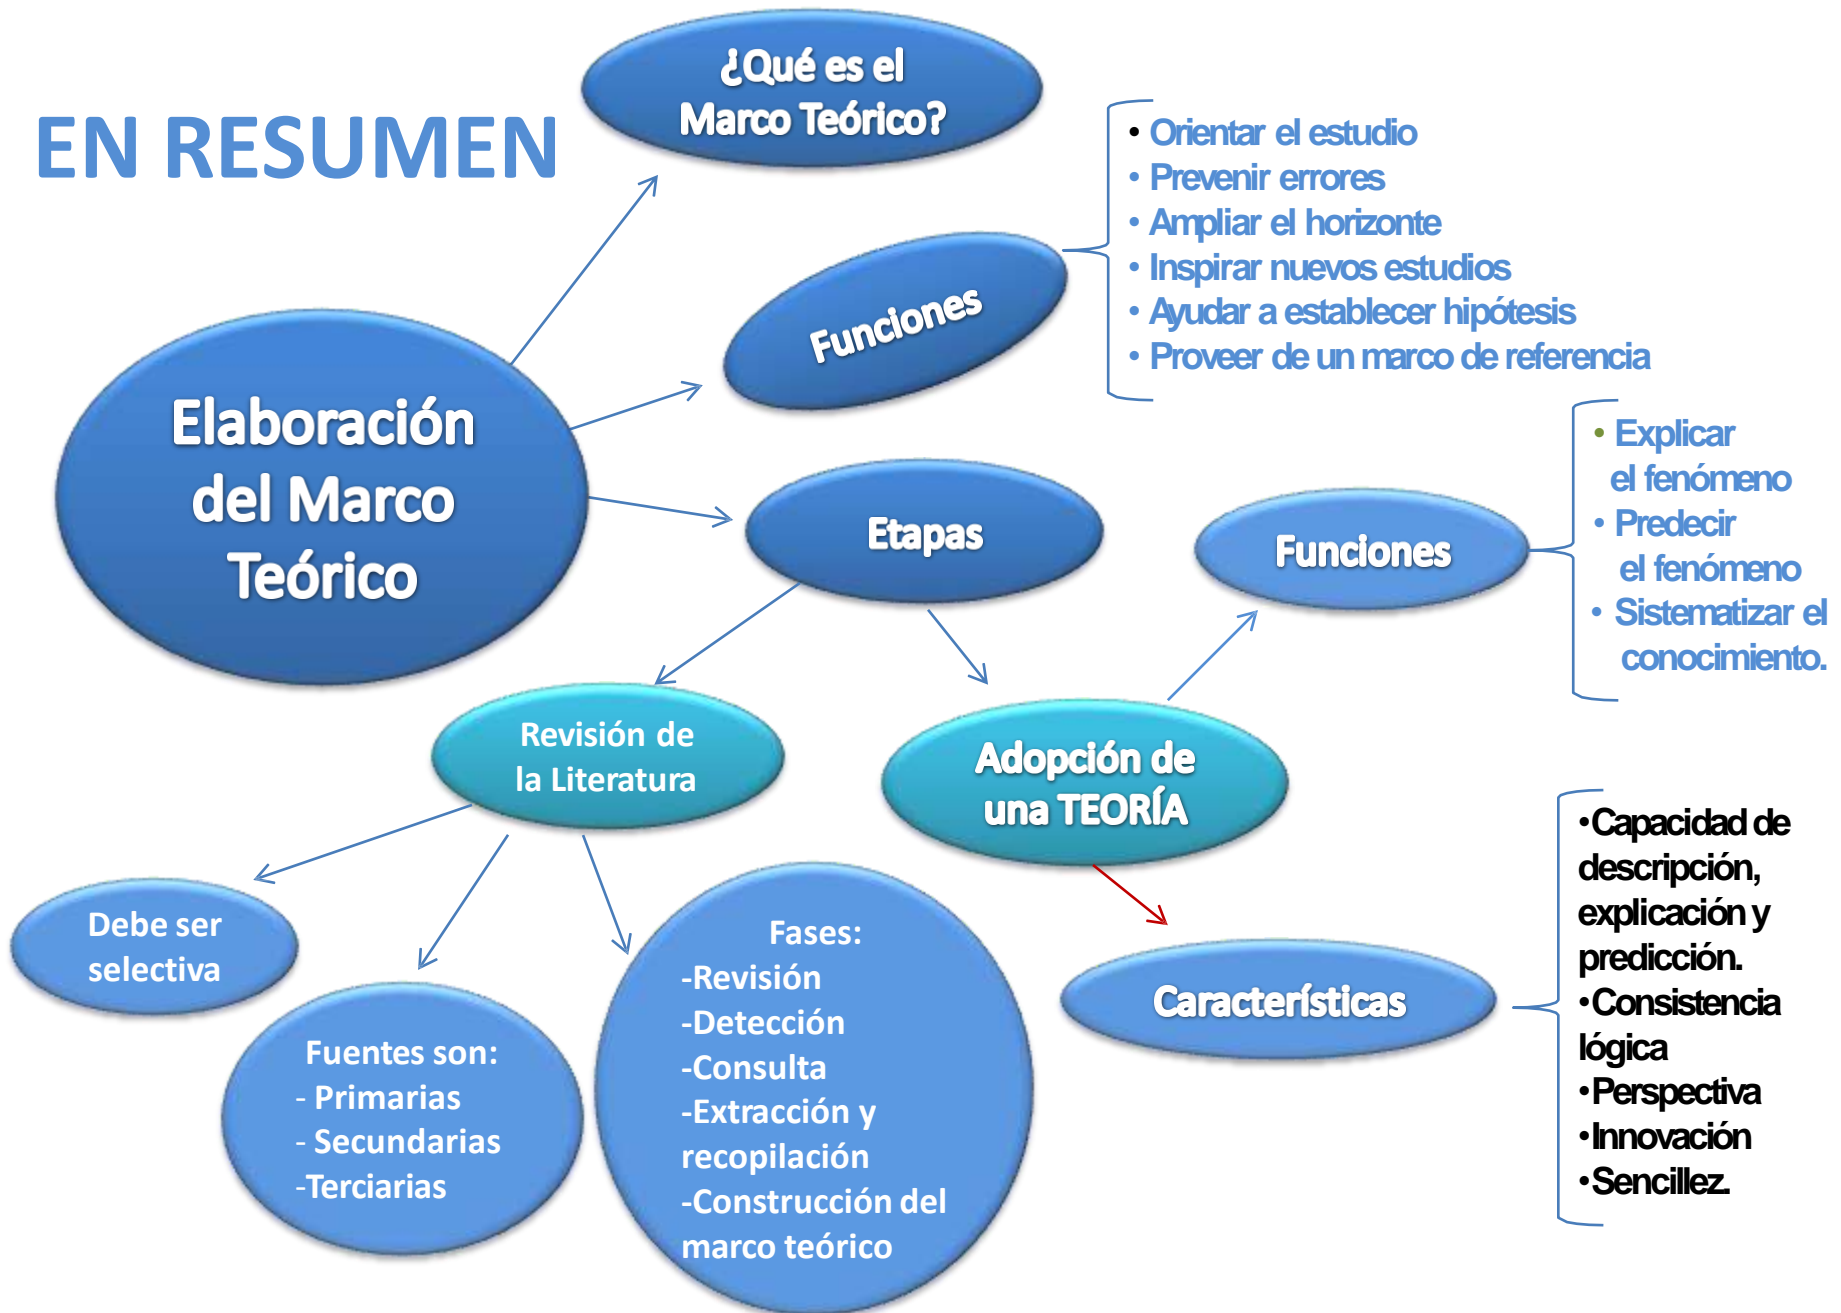 EN RESUMEN
¿Qué es el
Marco Teórico?
Elaboración
del Marco
Teórico
Funciones
• Orientar el estudio
• Prevenir errores
• Ampliar el horizonte
• Inspirar nuevos estudios
• Ayudar a establecer hipótesis
• Proveer de un marco de referencia
Etapas
Funciones
• Explicar
el fenómeno
• Predecir
el fenómeno
• Sistematizar el
conocimiento.
Revisión de
la Literatura
Adopción de
una TEORÍA
Debe ser
selectiva
Fuentes son:
- Primarias
- Secundarias
-Terciarias
Fases:
-Revisión
-Detección
-Consulta
-Extracción y
recopilación
-Construcción del
marco teórico
Características
•Capacidad de
descripción,
explicación y
predicción.
•Consistencia
lógica
•Perspectiva
•Innovación
•Sencillez.